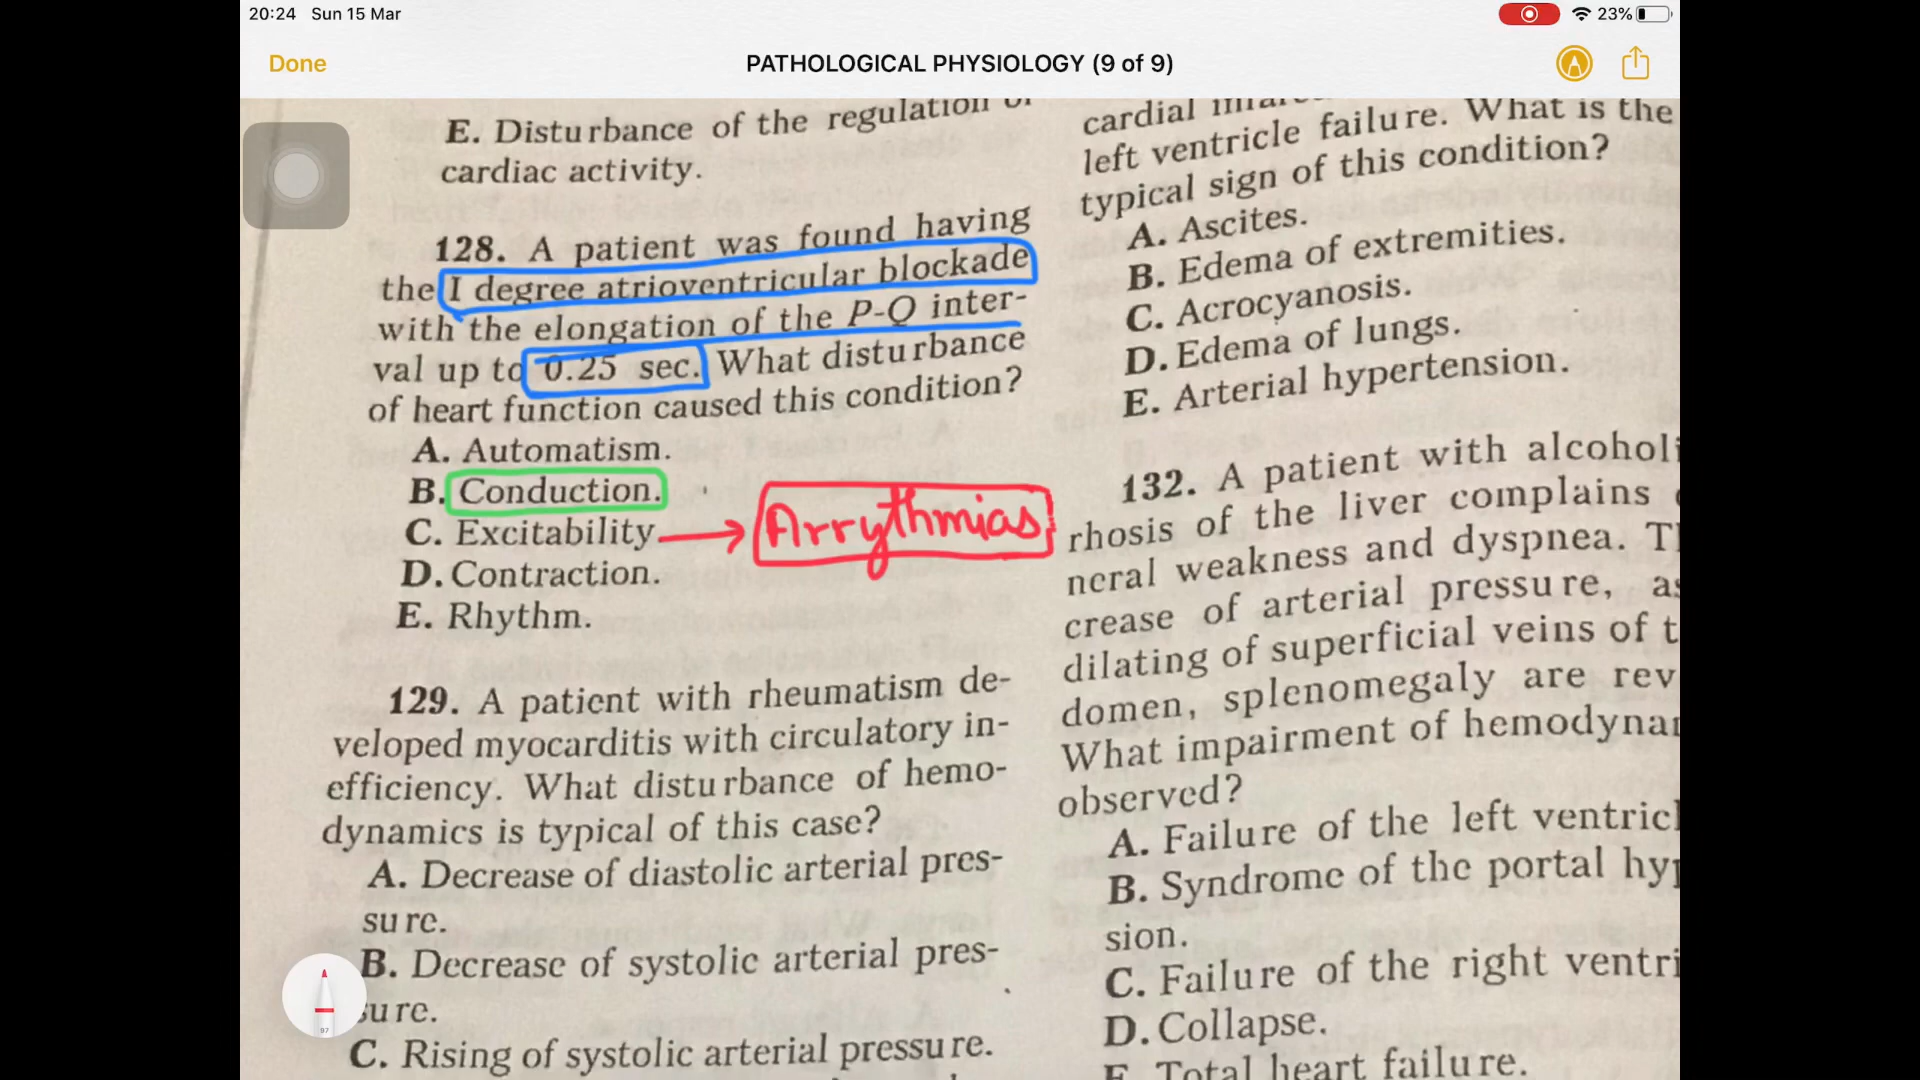 20:24 Sun 15 Mar
23%
Done
PATHOLOGICAL PHYSIOLOGY (9 of 9)
E. Disturbance of the regulation of
cardiac activity.
128. A patient was found having
the I degree atrioventricular blockade
with the elongation of the P-Q inter-
val up to 0.25 sec. What disturbance
of heart function caused this condition?
A. Automatism.
B. Conduction.
C. Excitability.
Arrythmias
D. Contraction.
E. Rhythm.
129. A patient with rheumatism de-
veloped myocarditis with circulatory in-
efficiency. What disturbance of hemo-
dynamics is typical of this case?
A. Decrease of diastolic arterial pres-
sure.
B. Decrease of systolic arterial pres-
sure.
C. Rising of systolic arterial pressure.
cardial
left ventricle failure. What is the
typical sign of this condition?
A. Ascites.
B. Edema of extremities.
C. Acrocyanosis.
D. Edema of lungs.
E. Arterial hypertension.
132. A patient with alcoholi
rhosis of the liver complains
neral weakness and dyspnea. T
crease of arterial pressure, as
dilating of superficial veins of t
domen, splenomegaly are rev
What impairment of hemodynam
observed?
A. Failure of the left ventricl
B. Syndrome of the portal hyp
sion.
C. Failure of the right ventri
D. Collapse.
E. Total heart failure.
97